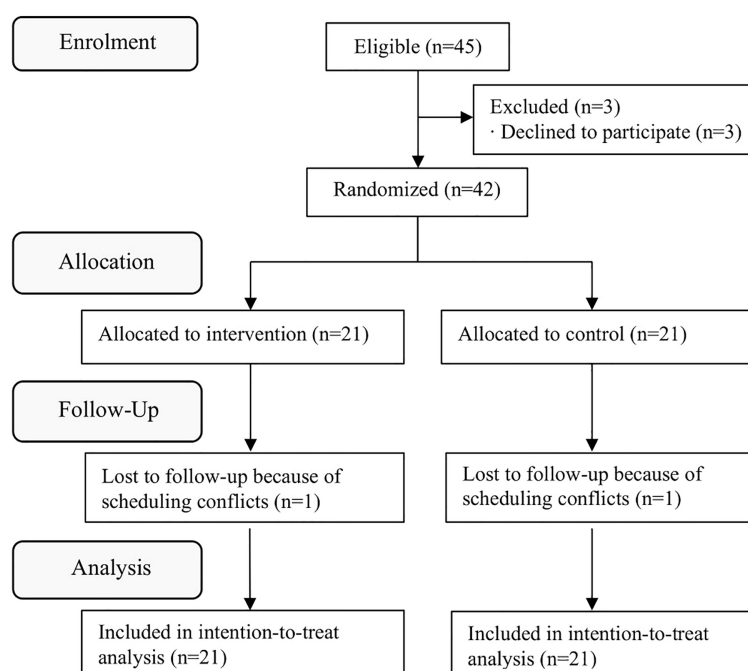 Enrolment
Eligible (n=45)
Excluded (n=3)
· Declined to participate (n=3)
Randomized (n=42)
Allocation
Allocated to intervention (n=21)
Allocated to control (n=21)
Follow-Up
Lost to follow-up because of
scheduling conflicts (n=1)
Lost to follow-up because of
scheduling conflicts (n=1)
Analysis
Included in intention-to-treat
analysis (n=21)
Included in intention-to-treat
analysis (n=21)